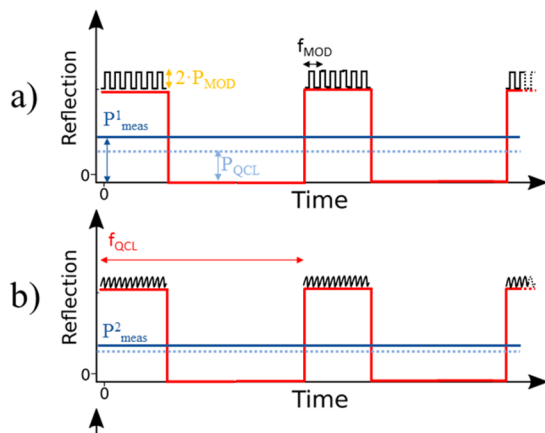 f_MOD
2·P_MOD
a)
Reflection
P¹_meas
P_QCL
0
0
Time
f_QCL
b)
Reflection
P²_meas
0
0
Time